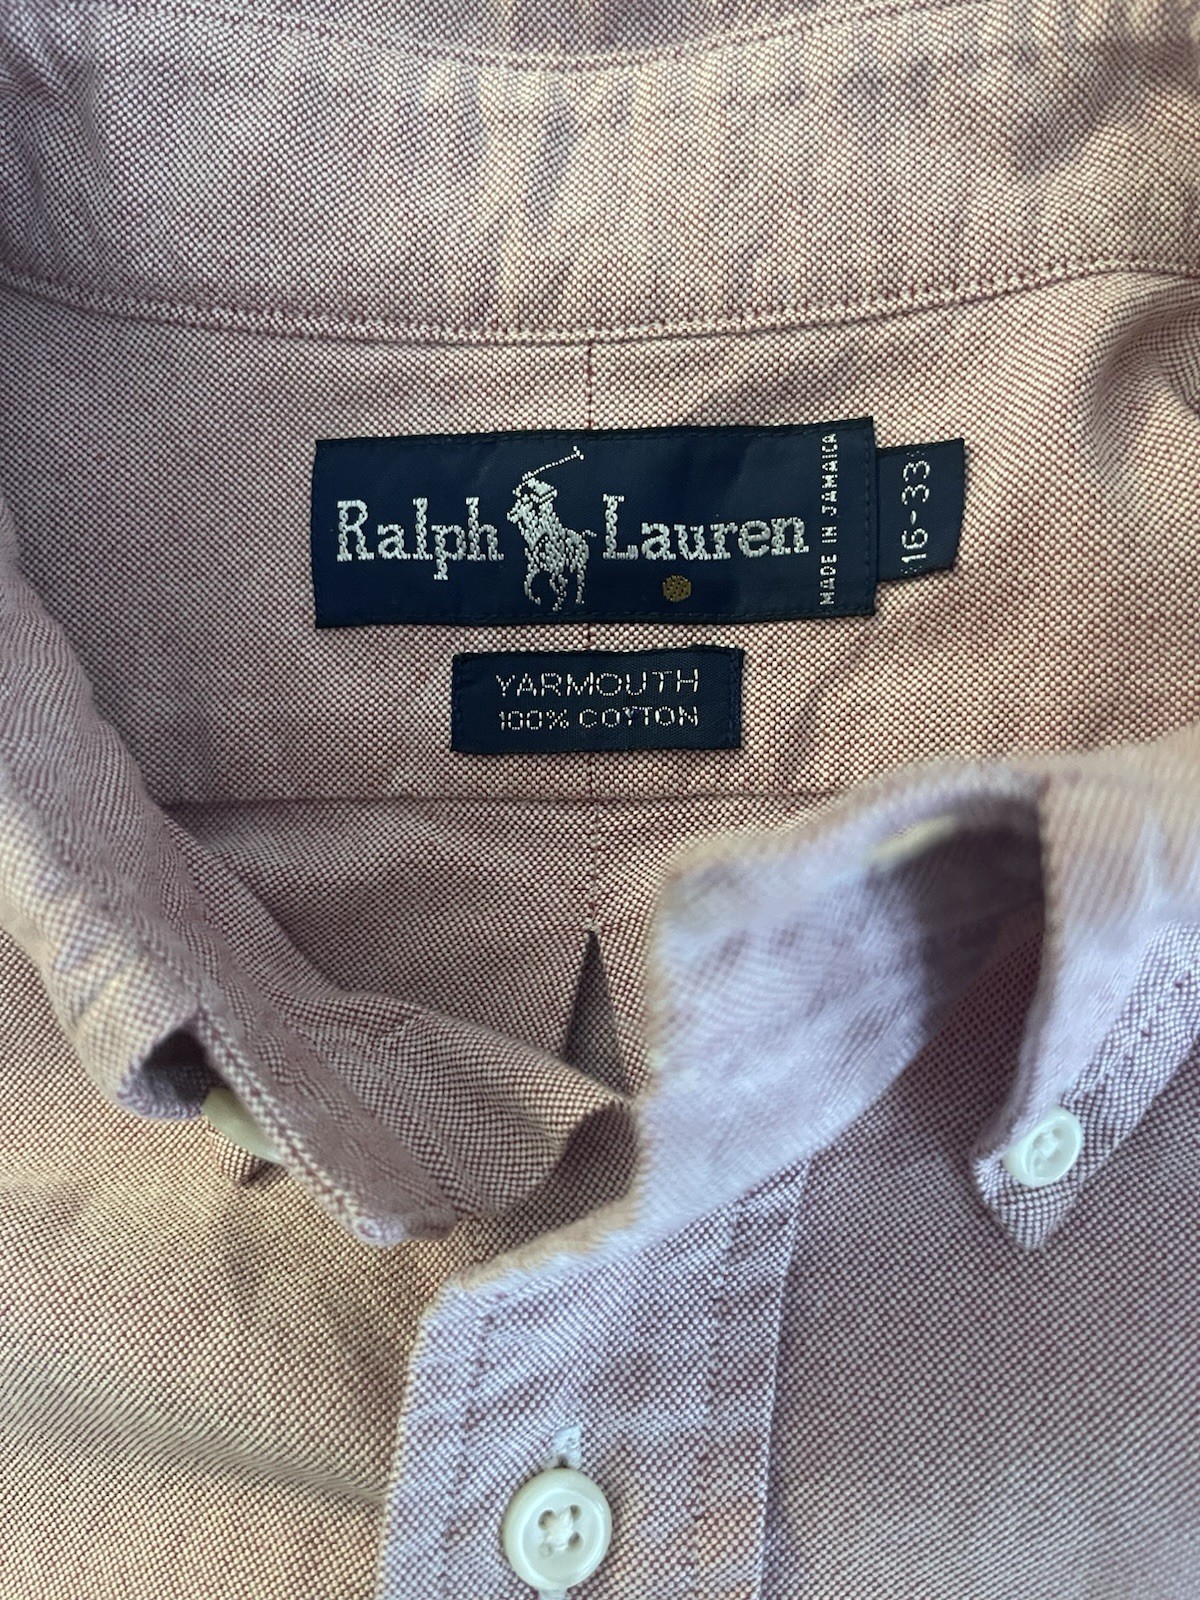 Ralph Lauren
MADE IN JAMAICA
16-33
YARMOUTH
100% COTTON